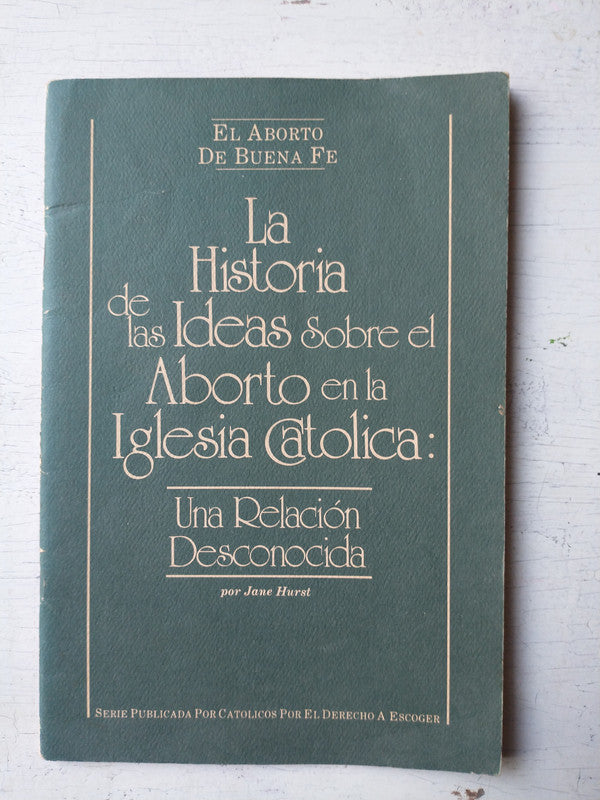 El Aborto
De Buena Fe
La
Historia
de las Ideas Sobre el
Aborto en la
Iglesia Catolica:
Una Relación
Desconocida
por Jane Hurst
Serie Publicada Por Catolicos Por El Derecho A Escoger